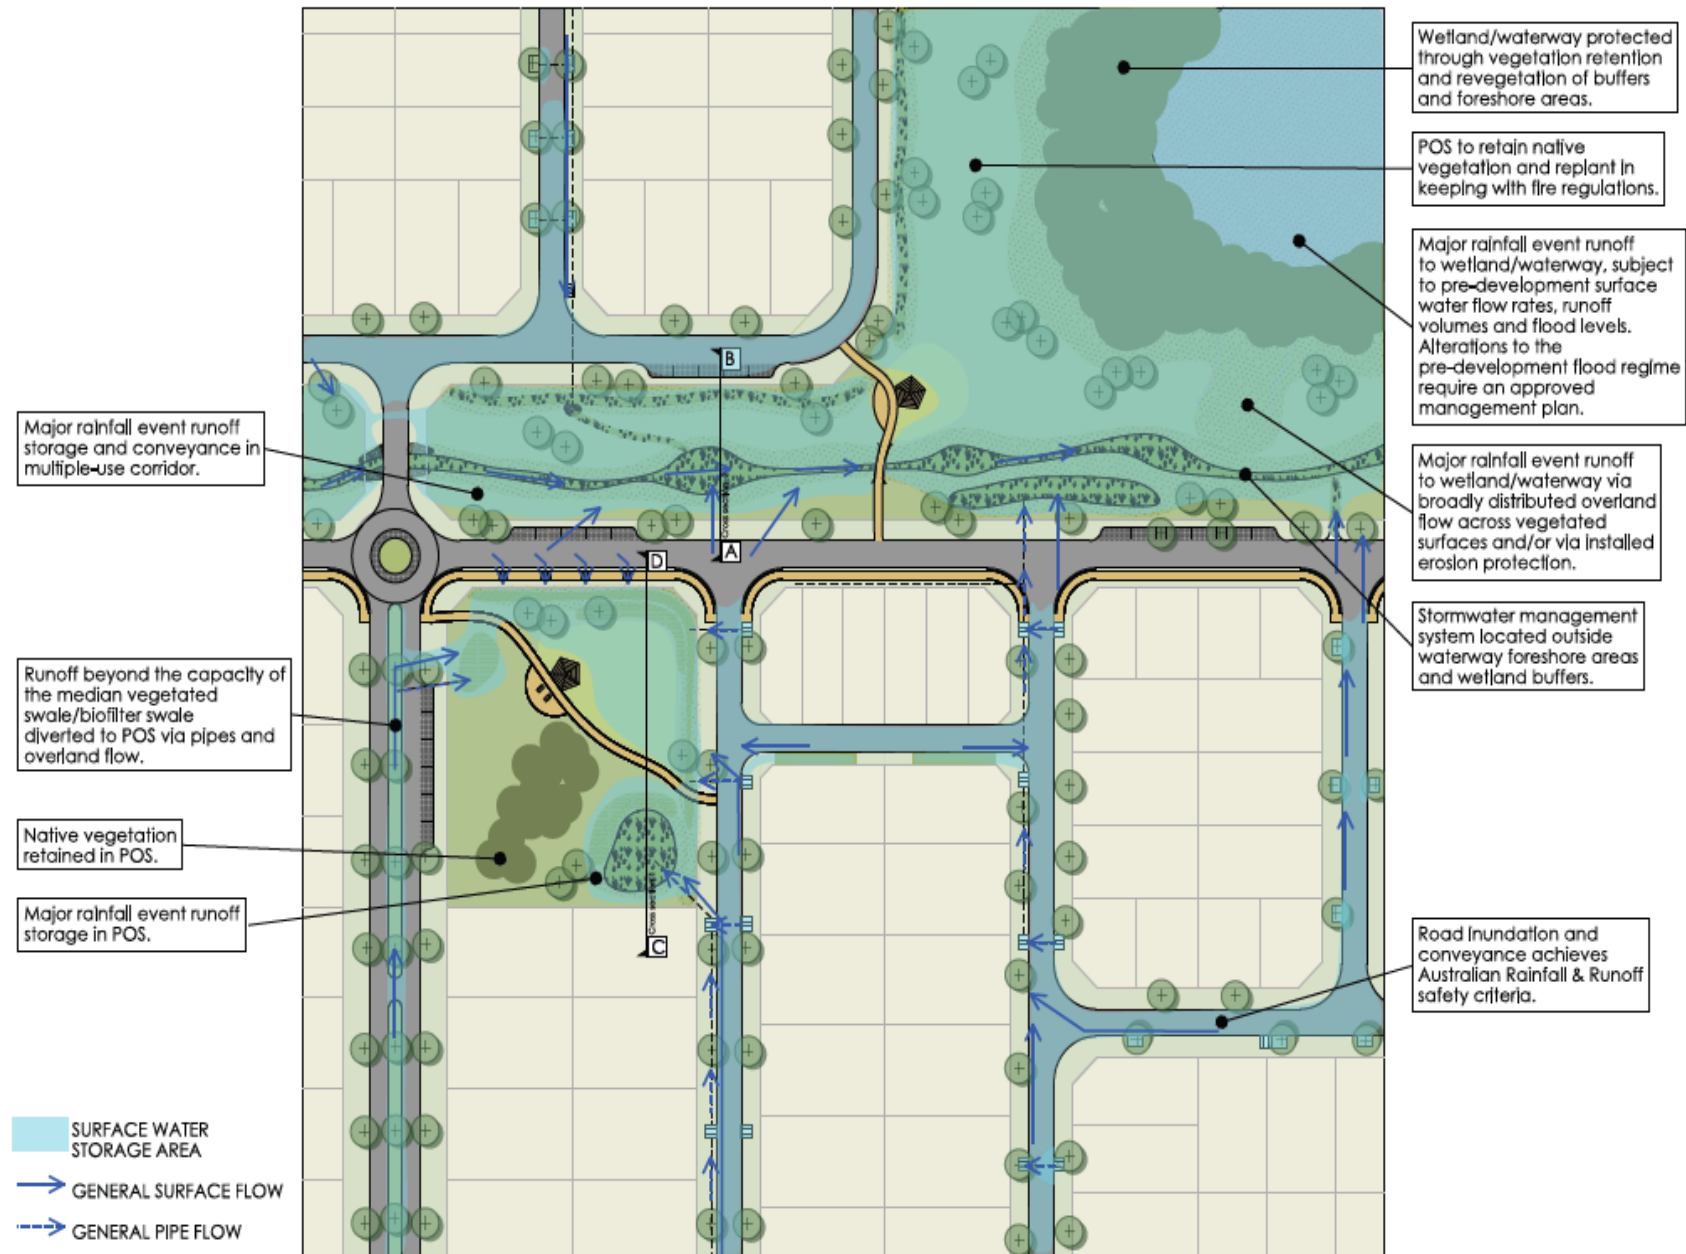 Wetland/waterway protected
through vegetation retention
and revegetation of buffers
and foreshore areas.
POS to retain native
vegetation and replant in
keeping with fire regulations.
Major rainfall event runoff
to wetland/waterway, subject
to pre-development surface
water flow rates, runoff
volumes and flood levels.
Alterations to the
pre-development flood regime
require an approved
management plan.
Major rainfall event runoff
to wetland/waterway via
broadly distributed overland
flow across vegetated
surfaces and/or via installed
erosion protection.
Stormwater management
system located outside
waterway foreshore areas
and wetland buffers.
Road inundation and
conveyance achieves
Australian Rainfall & Runoff
safety criteria.
Major rainfall event runoff
storage and conveyance in
multiple-use corridor.
Runoff beyond the capacity of
the median vegetated
swale/biofilter swale
diverted to POS via pipes and
overland flow.
Native vegetation
retained in POS.
Major rainfall event runoff
storage in POS.
B
A
D
C
SURFACE WATER
STORAGE AREA
GENERAL SURFACE FLOW
GENERAL PIPE FLOW